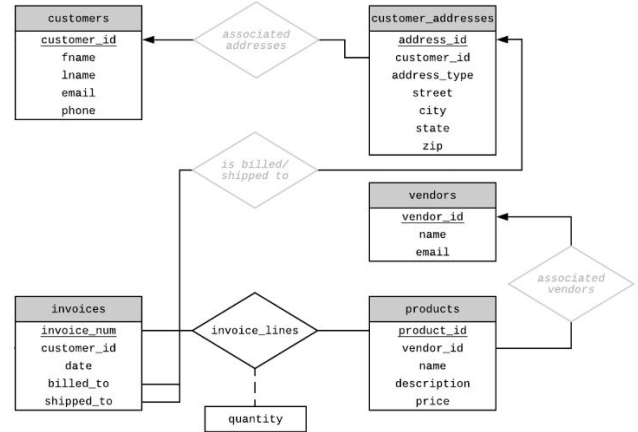 customers
customer_id
fname
lname
email
phone
associated
addresses
customer_addresses
address_id
customer_id
address_type
street
city
state
zip
is billed/
shipped to
vendors
vendor_id
name
email
associated
vendors
invoices
invoice_num
customer_id
date
billed_to
shipped_to
invoice_lines
quantity
products
product_id
vendor_id
name
description
price